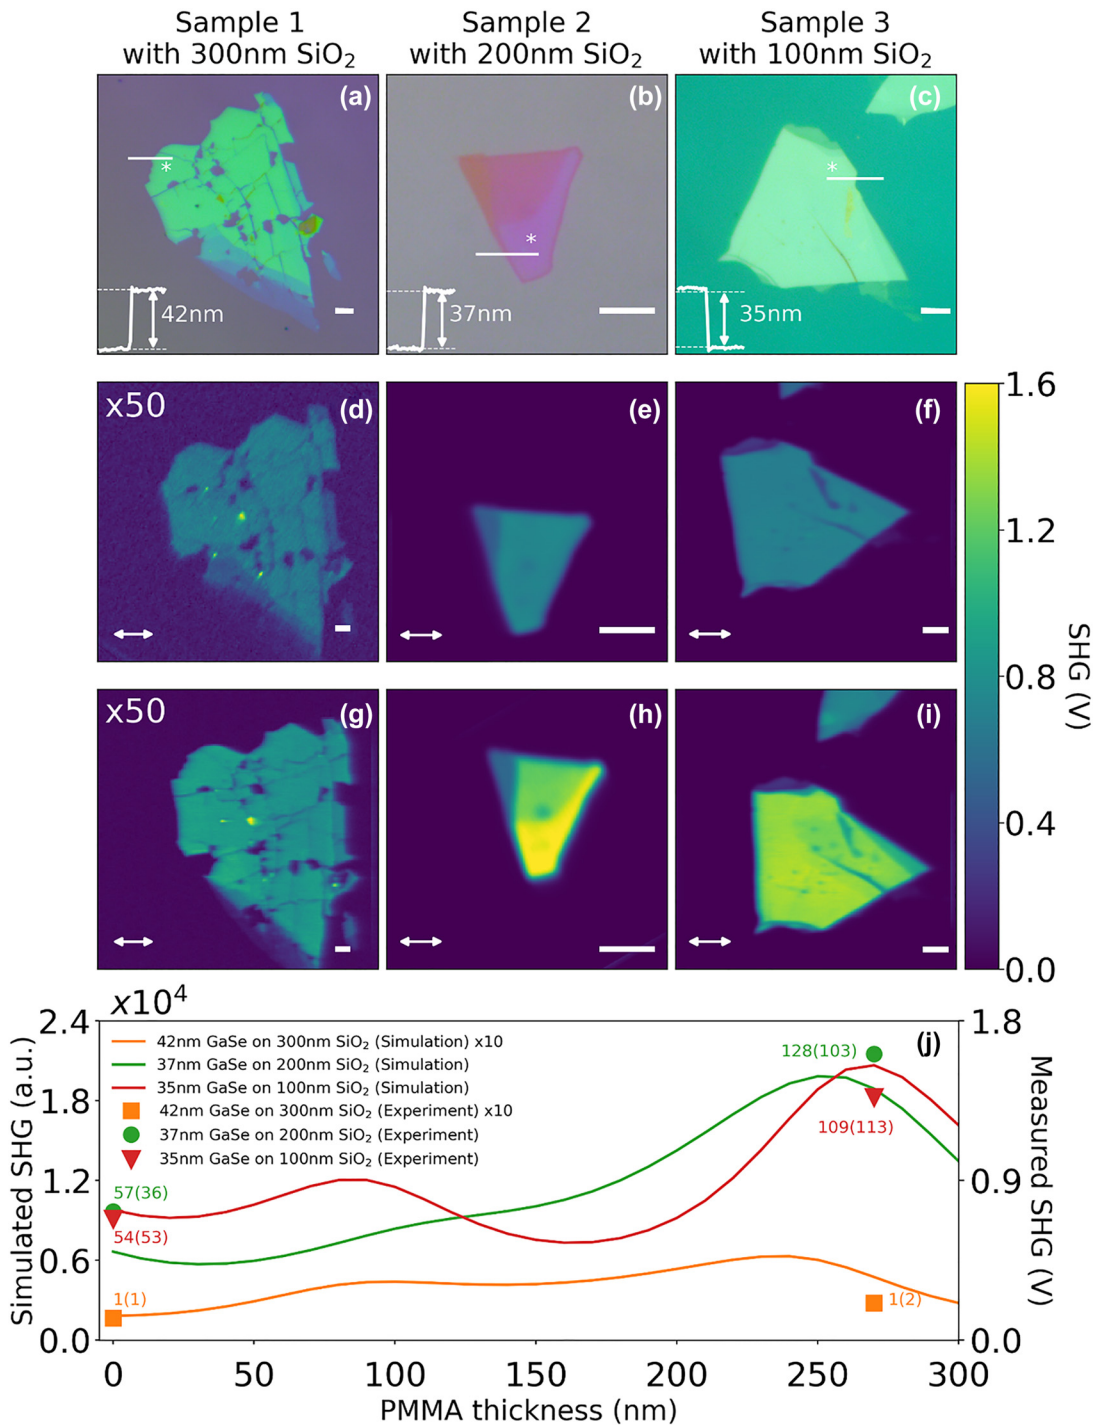 Sample 1
with 300nm SiO₂
Sample 2
with 200nm SiO₂
Sample 3
with 100nm SiO₂
(a)
*
42nm
(b)
*
37nm
(c)
*
35nm
x50
(d)
(e)
(f)
x50
(g)
(h)
(i)
1.6
1.2
0.8
0.4
0.0
SHG (V)
x10⁴
(j)
42nm GaSe on 300nm SiO₂ (Simulation) x10
37nm GaSe on 200nm SiO₂ (Simulation)
35nm GaSe on 100nm SiO₂ (Simulation)
42nm GaSe on 300nm SiO₂ (Experiment) x10
37nm GaSe on 200nm SiO₂ (Experiment)
35nm GaSe on 100nm SiO₂ (Experiment)
128(103)
109(113)
57(36)
54(53)
1(1)
1(2)
Simulated SHG (a.u.)
2.4
1.8
1.2
0.6
0.0
1.8
0.9
0.0
Measured SHG (V)
0
50
100
150
200
250
300
PMMA thickness (nm)